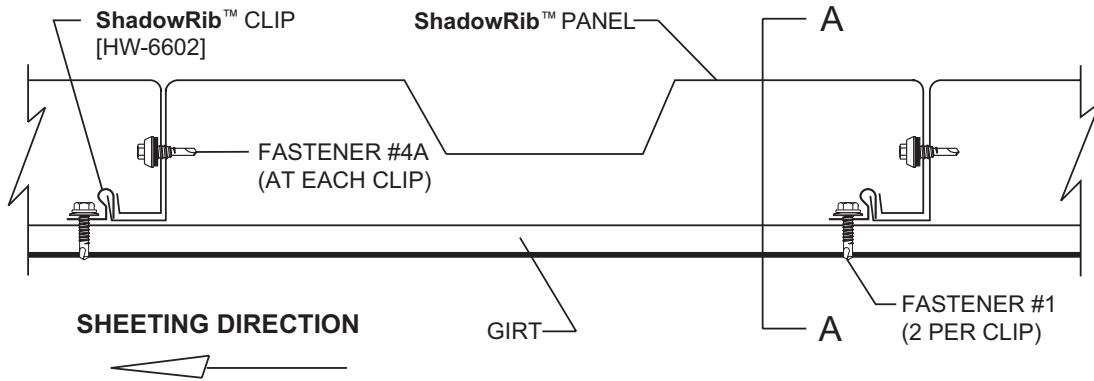 ShadowRib™ CLIP
[HW-6602]
ShadowRib™ PANEL
A
FASTENER #4A
(AT EACH CLIP)
SHEETING DIRECTION
GIRT
A
FASTENER #1
(2 PER CLIP)